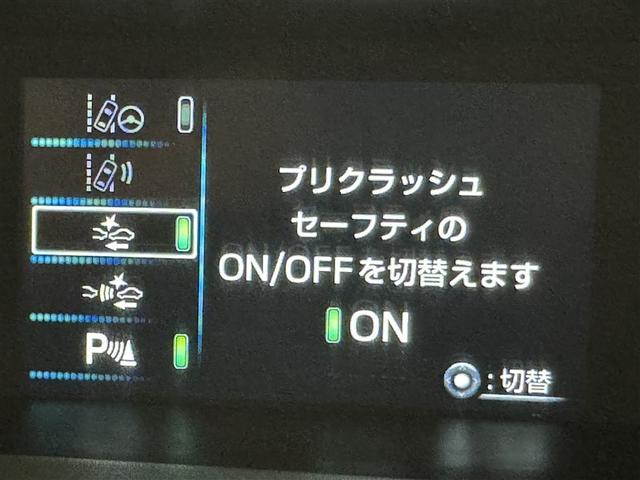 プリクラッシュ
セーフティの
ON/OFFを切替えます
ON
:切替
P